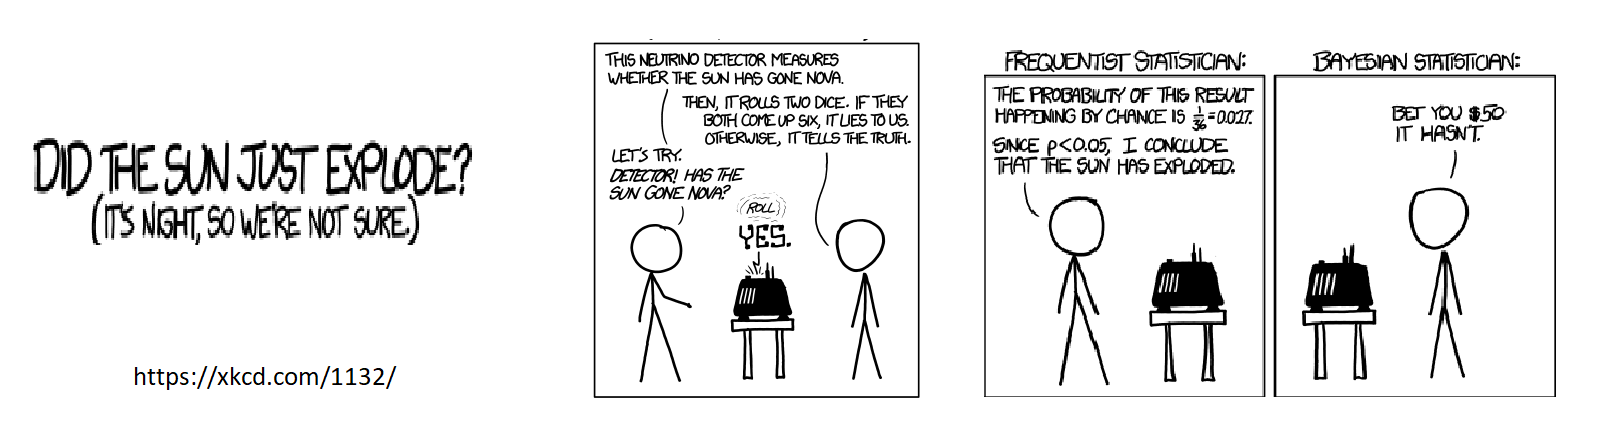 DID THE SUN JUST EXPLODE?
(IT'S NIGHT, SO WE'RE NOT SURE.)
https://xkcd.com/1132/
THIS NEUTRINO DETECTOR MEASURES
WHETHER THE SUN HAS GONE NOVA.
THEN, IT ROLLS TWO DICE. IF THEY
BOTH COME UP SIX, IT LIES TO US.
OTHERWISE, IT TELLS THE TRUTH.
LET'S TRY.
DETECTOR! HAS THE
SUN GONE NOVA?
ROLL
YES.
FREQUENTIST STATISTICIAN:
THE PROBABILITY OF THIS RESULT
HAPPENING BY CHANCE IS 1/36=0.027.
SINCE P<0.05, I CONCLUDE
THAT THE SUN HAS EXPLODED.
BAYESIAN STATISTICIAN:
BET YOU $50
IT HASN'T.